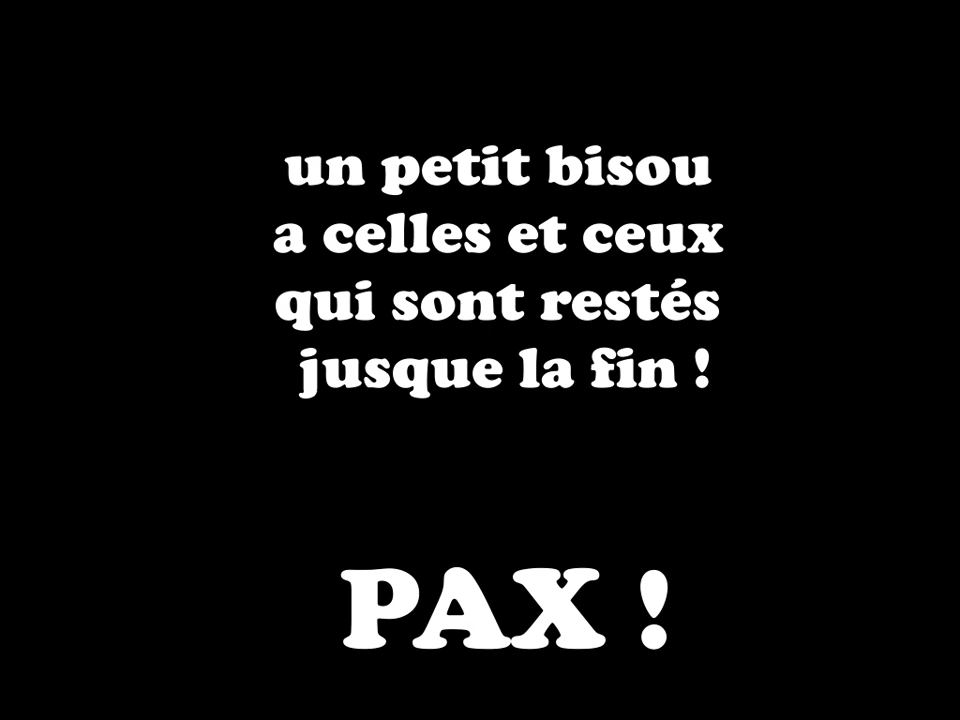 un petit bisou
a celles et ceux
qui sont restés
jusque la fin !
PAX !